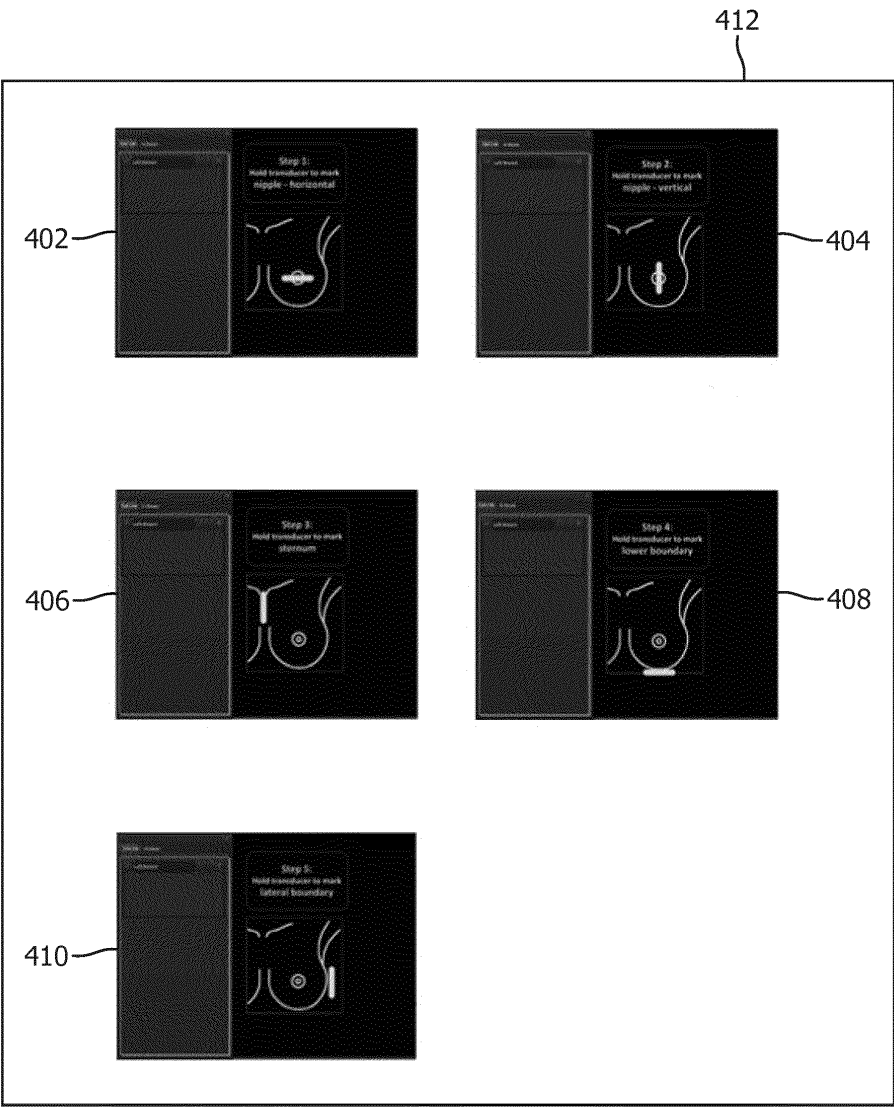 412
Step 1:
Hold transducer to mark
nipple - horizontal
402
Step 2:
Hold transducer to mark
nipple - vertical
404
Step 3:
Hold transducer to mark
sternum
406
Step 4:
Hold transducer to mark
lower boundary
408
Step 5:
Hold transducer to mark
lateral boundary
410